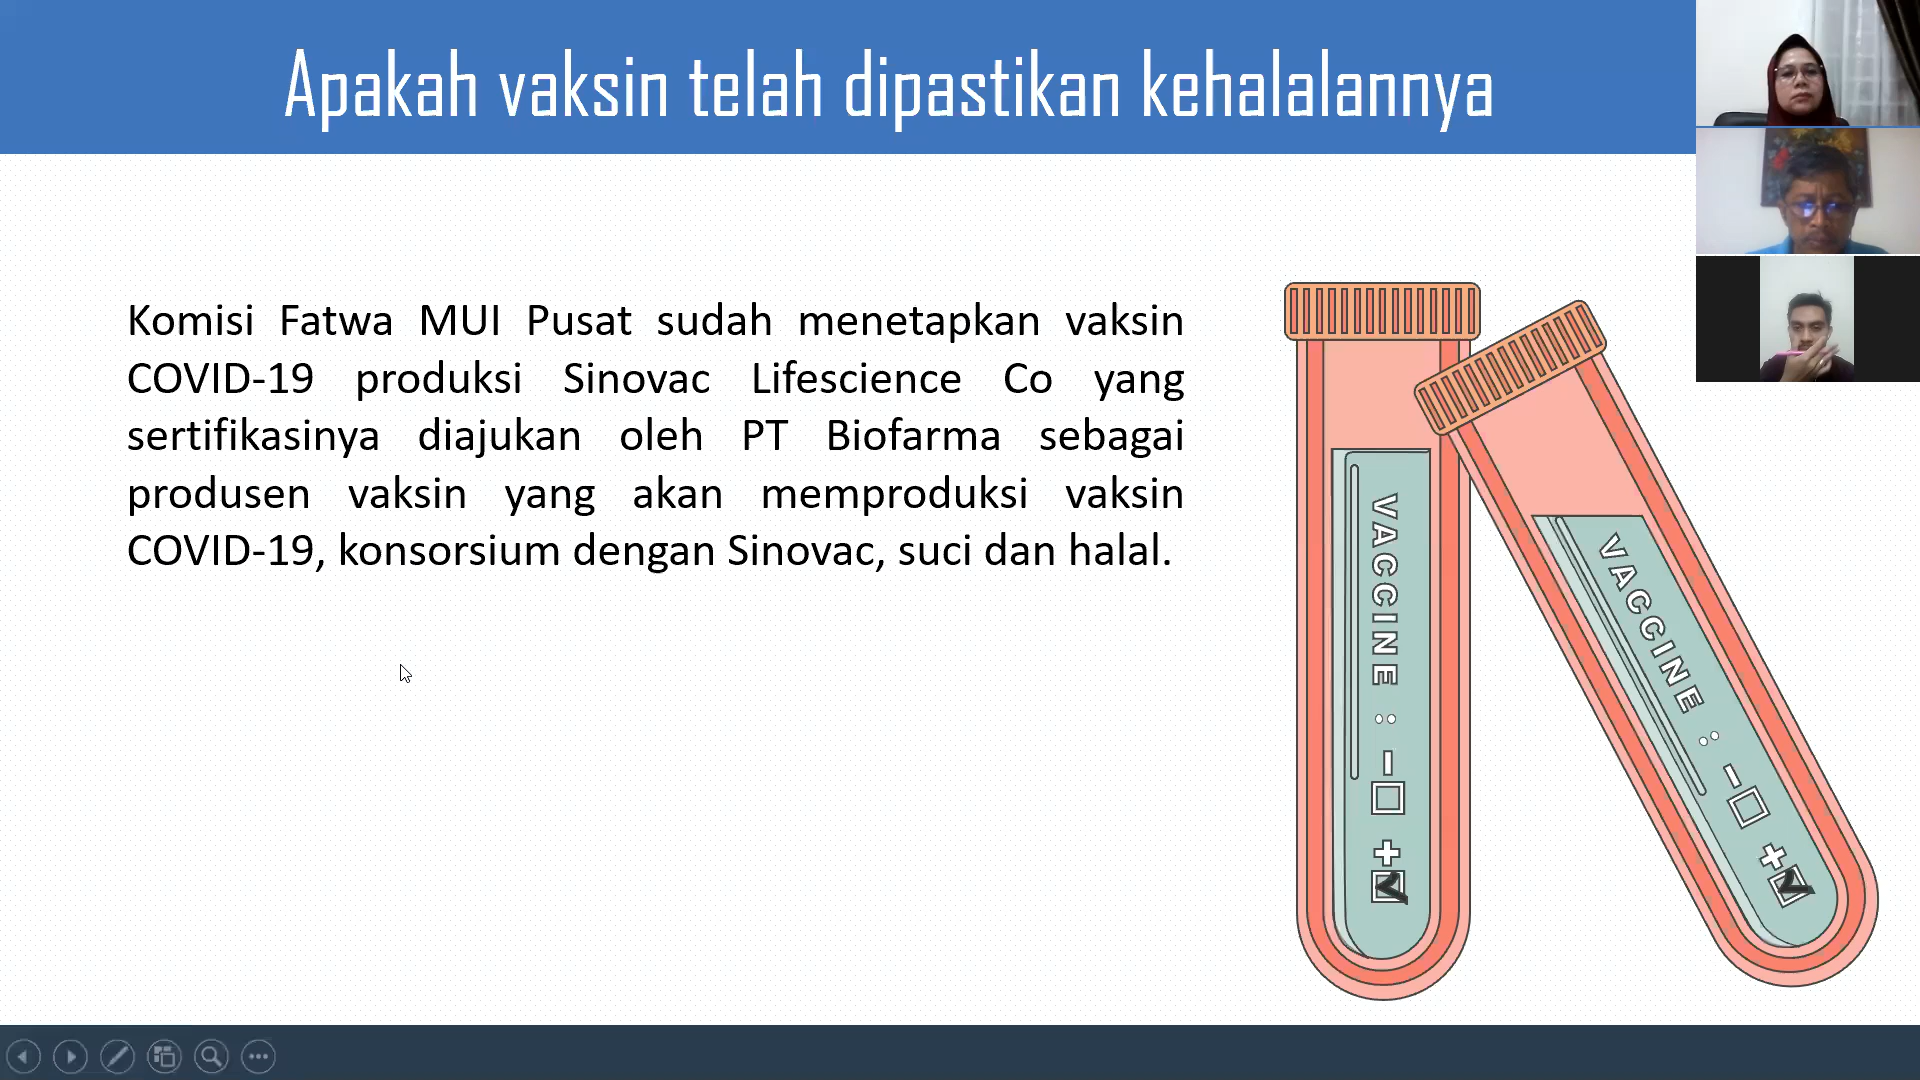 Apakah vaksin telah dipastikan kehalalannya
Komisi Fatwa MUI Pusat sudah menetapkan vaksin
COVID-19 produksi Sinovac Lifescience Co yang
sertifikasinya diajukan oleh PT Biofarma sebagai
produsen vaksin yang akan memproduksi vaksin
COVID-19, konsorsium dengan Sinovac, suci dan halal.
VACCINE : - +
VACCINE : - +